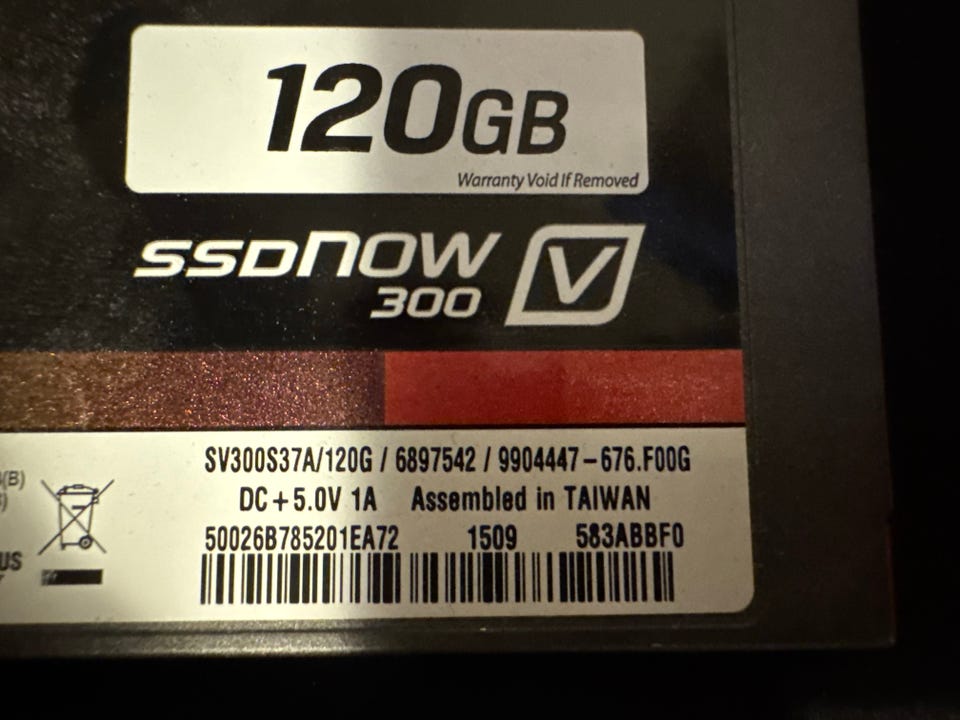 120GB
Warranty Void If Removed
SSDNOW V
300
SV300S37A/120G / 6897542 / 9904447-676.F00G
DC+5.0V 1A Assembled in TAIWAN
50026B785201EA72 1509 583ABBF0